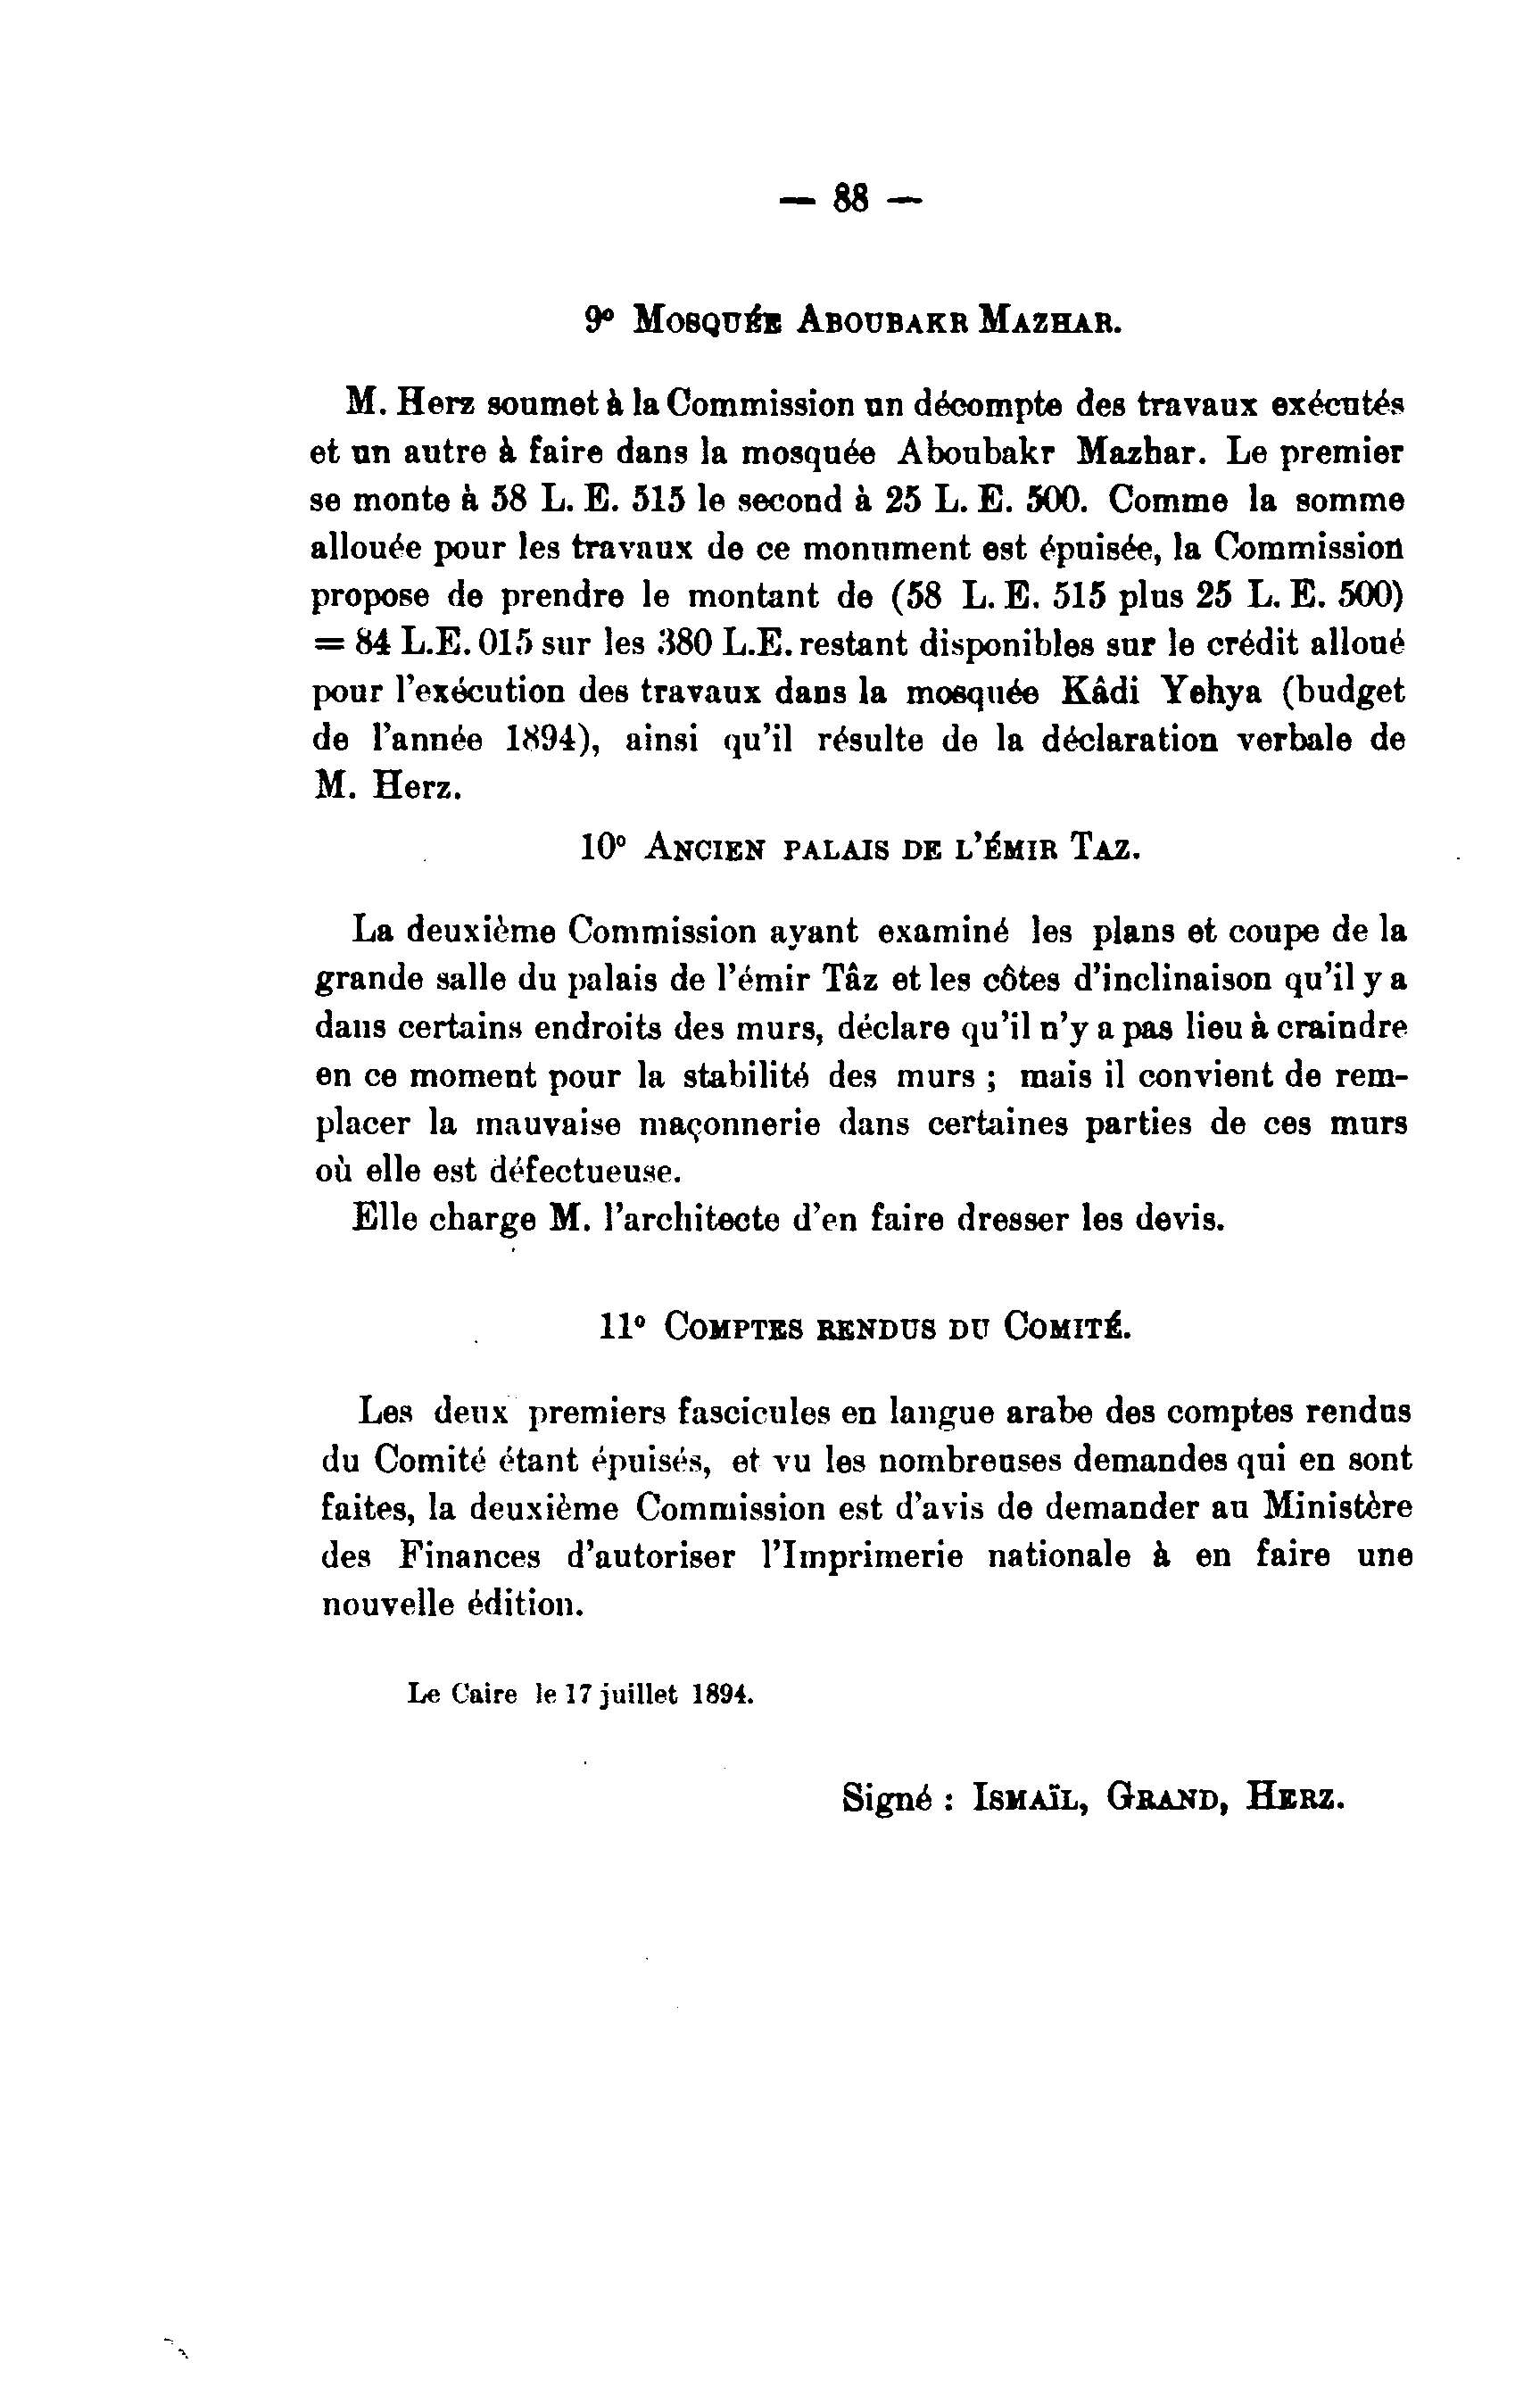 — 88 —
9° MOSQUÉE ABOUBAKR MAZHAR.
M. Herz soumet à la Commission un décompte des travaux exécutés
et un autre à faire dans la mosquée Aboubakr Mazhar. Le premier
se monte à 58 L. E. 515 le second à 25 L. E. 500. Comme la somme
allouée pour les travaux de ce monument est épuisée, la Commission
propose de prendre le montant de (58 L. E. 515 plus 25 L. E. 500)
= 84 L.E. 015 sur les 380 L.E. restant disponibles sur le crédit alloué
pour l'exécution des travaux dans la mosquée Kâdi Yehya (budget
de l'année 1894), ainsi qu'il résulte de la déclaration verbale de
M. Herz.
10° ANCIEN PALAIS DE L'ÉMIR TAZ.
La deuxième Commission ayant examiné les plans et coupe de la
grande salle du palais de l'émir Tâz et les côtes d'inclinaison qu'il y a
dans certains endroits des murs, déclare qu'il n'y a pas lieu à craindre
en ce moment pour la stabilité des murs ; mais il convient de rem-
placer la mauvaise maçonnerie dans certaines parties de ces murs
où elle est défectueuse.
Elle charge M. l'architecte d'en faire dresser les devis.
11° COMPTES RENDUS DU COMITÉ.
Les deux premiers fascicules en langue arabe des comptes rendus
du Comité étant épuisés, et vu les nombreuses demandes qui en sont
faites, la deuxième Commission est d'avis de demander au Ministère
des Finances d'autoriser l'Imprimerie nationale à en faire une
nouvelle édition.
Le Caire le 17 juillet 1894.
Signé : ISMAÏL, GRAND, HERZ.